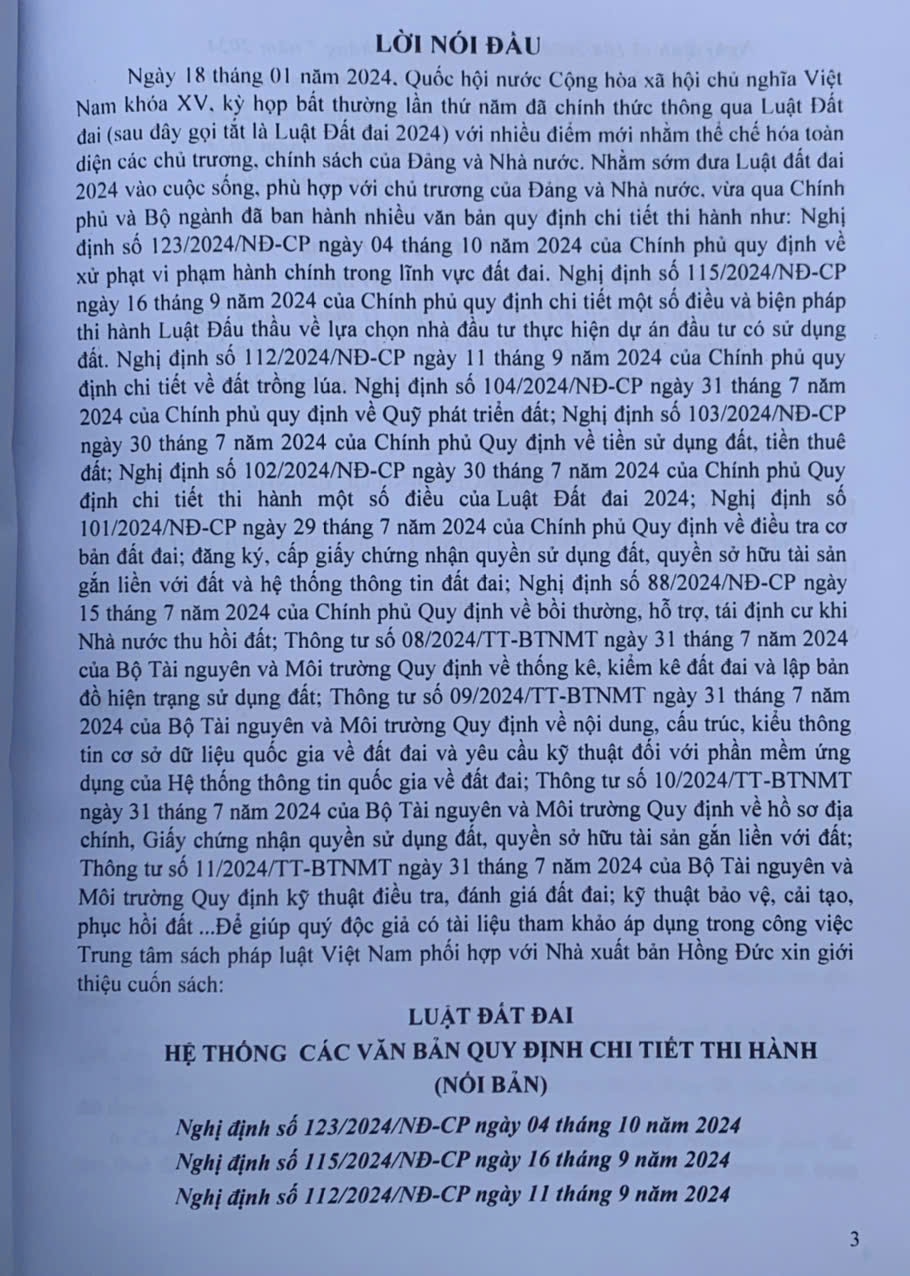 LỜI NÓI ĐẦU
Ngày 18 tháng 01 năm 2024, Quốc hội nước Cộng hòa xã hội chủ nghĩa Việt
Nam khóa XV, kỳ họp bất thường lần thứ năm đã chính thức thông qua Luật Đất
đai (sau đây gọi tắt là Luật Đất đai 2024) với nhiều điểm mới nhằm thể chế hóa toàn
diện các chủ trương, chính sách của Đảng và Nhà nước. Nhằm sớm đưa Luật đất đai
2024 vào cuộc sống, phù hợp với chủ trương của Đảng và Nhà nước, vừa qua Chính
phủ và Bộ ngành đã ban hành nhiều văn bản quy định chi tiết thi hành như: Nghị
định số 123/2024/NĐ-CP ngày 04 tháng 10 năm 2024 của Chính phủ quy định về
xử phạt vi phạm hành chính trong lĩnh vực đất đai. Nghị định số 115/2024/NĐ-CP
ngày 16 tháng 9 năm 2024 của Chính phủ quy định chi tiết một số điều và biện pháp
thi hành Luật Đấu thầu về lựa chọn nhà đầu tư thực hiện dự án đầu tư có sử dụng
đất. Nghị định số 112/2024/NĐ-CP ngày 11 tháng 9 năm 2024 của Chính phủ quy
định chi tiết về đất trồng lúa. Nghị định số 104/2024/NĐ-CP ngày 31 tháng 7 năm
2024 của Chính phủ quy định về Quỹ phát triển đất; Nghị định số 103/2024/NĐ-CP
ngày 30 tháng 7 năm 2024 của Chính phủ Quy định về tiền sử dụng đất, tiền thuê
đất; Nghị định số 102/2024/NĐ-CP ngày 30 tháng 7 năm 2024 của Chính phủ Quy
định chi tiết thi hành một số điều của Luật Đất đai 2024; Nghị định số
101/2024/NĐ-CP ngày 29 tháng 7 năm 2024 của Chính phủ Quy định về điều tra cơ
bản đất đai; đăng ký, cấp giấy chứng nhận quyền sử dụng đất, quyền sở hữu tài sản
gắn liền với đất và hệ thống thông tin đất đai; Nghị định số 88/2024/NĐ-CP ngày
15 tháng 7 năm 2024 của Chính phủ Quy định về bồi thường, hỗ trợ, tái định cư khi
Nhà nước thu hồi đất; Thông tư số 08/2024/TT-BTNMT ngày 31 tháng 7 năm 2024
của Bộ Tài nguyên và Môi trường Quy định về thống kê, kiểm kê đất đai và lập bản
đồ hiện trạng sử dụng đất; Thông tư số 09/2024/TT-BTNMT ngày 31 tháng 7 năm
2024 của Bộ Tài nguyên và Môi trường Quy định về nội dung, cấu trúc, kiểu thông
tin cơ sở dữ liệu quốc gia về đất đai và yêu cầu kỹ thuật đối với phần mềm ứng
dụng của Hệ thống thông tin quốc gia về đất đai; Thông tư số 10/2024/TT-BTNMT
ngày 31 tháng 7 năm 2024 của Bộ Tài nguyên và Môi trường Quy định về hồ sơ địa
chính, Giấy chứng nhận quyền sử dụng đất, quyền sở hữu tài sản gắn liền với đất;
Thông tư số 11/2024/TT-BTNMT ngày 31 tháng 7 năm 2024 của Bộ Tài nguyên và
Môi trường Quy định kỹ thuật điều tra, đánh giá đất đai; kỹ thuật bảo vệ, cải tạo,
phục hồi đất ...Để giúp quý độc giả có tài liệu tham khảo áp dụng trong công việc
Trung tâm sách pháp luật Việt Nam phối hợp với Nhà xuất bản Hồng Đức xin giới
thiệu cuốn sách:
LUẬT ĐẤT ĐAI
HỆ THỐNG CÁC VĂN BẢN QUY ĐỊNH CHI TIẾT THI HÀNH
(NỐI BẢN)
Nghị định số 123/2024/NĐ-CP ngày 04 tháng 10 năm 2024
Nghị định số 115/2024/NĐ-CP ngày 16 tháng 9 năm 2024
Nghị định số 112/2024/NĐ-CP ngày 11 tháng 9 năm 2024
3